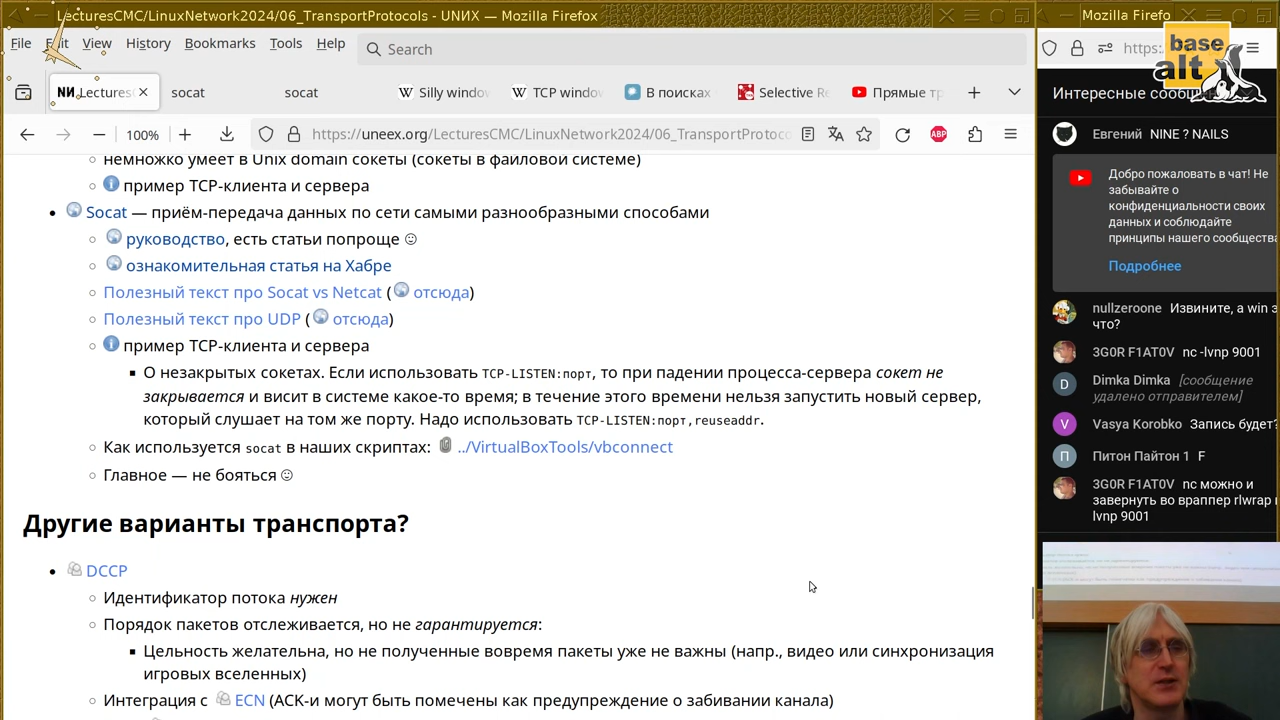 LecturesCMC/LinuxNetwork2024/06_TransportProtocols - UNИX — Mozilla Firefox
Mozilla Firefo
File Edit View History Bookmarks Tools Help
Search
https:
base
alt
NИ. Lectures
socat
socat
Silly windo
TCP windo
В поисках
Selective Re
Прямые тр
100%
https://uneex.org/LecturesCMC/LinuxNetwork2024/06_TransportProtoco
ABP
немножко умеет в Unix domain сокеты (сокеты в файловой системе)
пример TCP-клиента и сервера
Socat — приём-передача данных по сети самыми разнообразными способами
руководство, есть статьи попроще ☺
ознакомительная статья на Хабре
Полезный текст про Socat vs Netcat ( отсюда)
Полезный текст про UDP ( отсюда)
пример TCP-клиента и сервера
О незакрытых сокетах. Если использовать TCP-LISTEN:порт, то при падении процесса-сервера сокет не
закрывается и висит в системе какое-то время; в течение этого времени нельзя запустить новый сервер,
который слушает на том же порту. Надо использовать TCP-LISTEN:порт,reuseaddr.
Как используется socat в наших скриптах: ../VirtualBoxTools/vbconnect
Главное — не бояться ☺
Другие варианты транспорта?
DCCP
Идентификатор потока нужен
Порядок пакетов отслеживается, но не гарантируется:
Цельность желательна, но не полученные вовремя пакеты уже не важны (напр., видео или синхронизация
игровых вселенных)
Интеграция с ECN (ACK-и могут быть помечены как предупреждение о забивании канала)
Интересные сообщ
Евгений NINE ? NAILS
Добро пожаловать в чат! Не
забывайте о
конфиденциальности своих
данных и соблюдайте
принципы нашего сообщества
Подробнее
nullzeroone Извините, а win э
что?
3G0R F1AT0V nc -lvnp 9001
Dimka Dimka [сообщение
удалено отправителем]
Vasya Korobko Запись будет?
Питон Пайтон 1 F
3G0R F1AT0V nc можно и
завернуть во враппер rlwrap
lvnp 9001